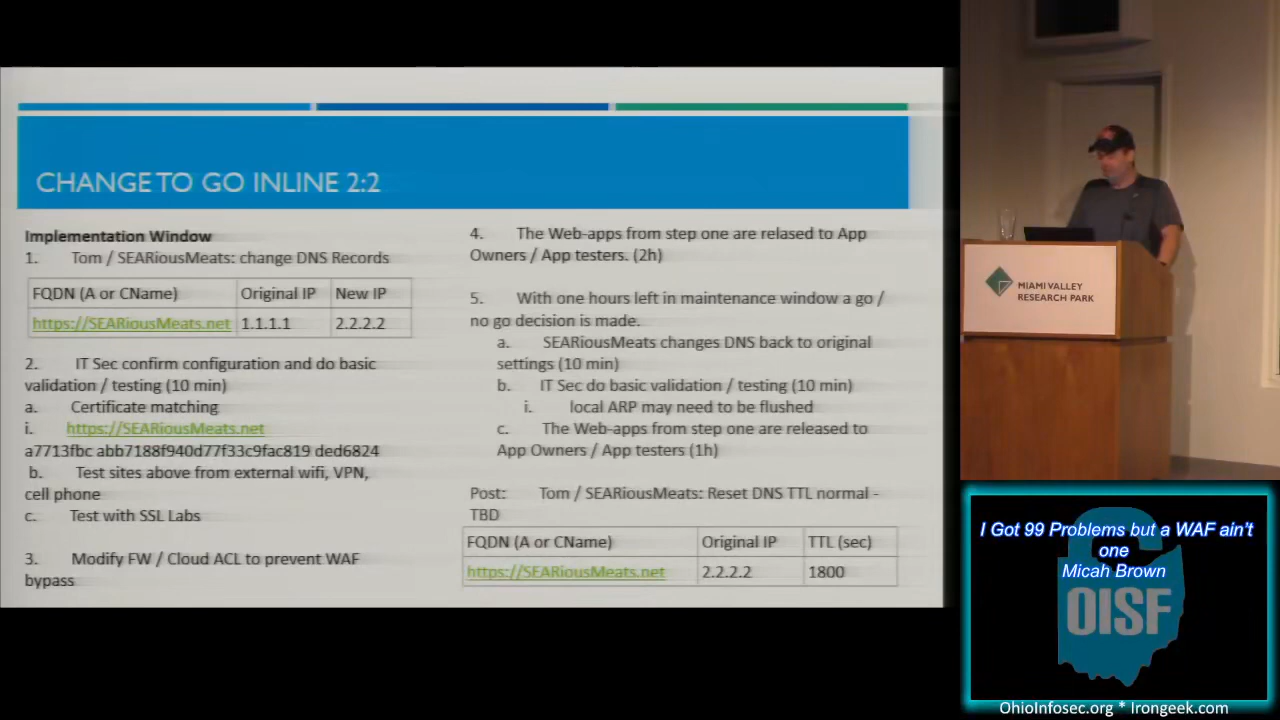 CHANGE TO GO INLINE 2:2
Implementation Window
1. Tom / SEARiousMeats: change DNS Records
FQDN (A or CName) Original IP New IP
https://SEARiousMeats.net 1.1.1.1 2.2.2.2
2. IT Sec confirm configuration and do basic
validation / testing (10 min)
a. Certificate matching
i. https://SEARiousMeats.net
a7713fbc abb7188f940d77f33c9fac819 ded6824
b. Test sites above from external wifi, VPN,
cell phone
c. Test with SSL Labs
3. Modify FW / Cloud ACL to prevent WAF
bypass
4. The Web-apps from step one are relased to App
Owners / App testers. (2h)
5. With one hours left in maintenance window a go /
no go decision is made.
a. SEARiousMeats changes DNS back to original
settings (10 min)
b. IT Sec do basic validation / testing (10 min)
i. local ARP may need to be flushed
c. The Web-apps from step one are released to
App Owners / App testers (1h)
Post: Tom / SEARiousMeats: Reset DNS TTL normal -
TBD
FQDN (A or CName) Original IP TTL (sec)
https://SEARiousMeats.net 2.2.2.2 1800
MIAMI VALLEY
RESEARCH PARK
I Got 99 Problems but a WAF ain't
one
Micah Brown
OISF
OhioInfosec.org * Irongeek.com